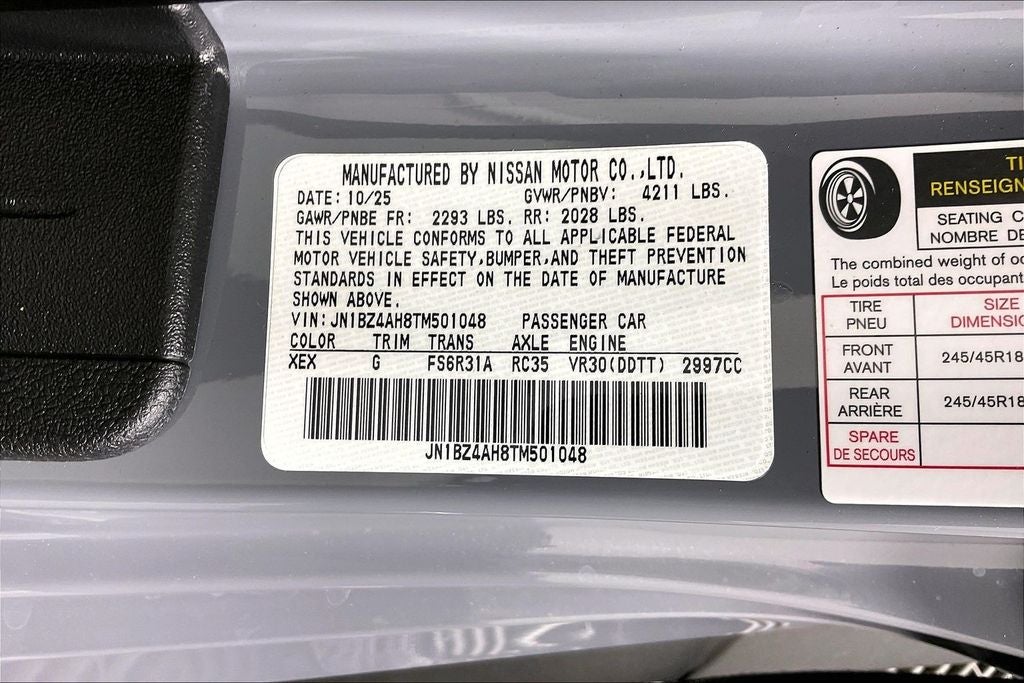 MANUFACTURED BY NISSAN MOTOR CO.,LTD.
DATE: 10/25 GVWR/PNBV: 4211 LBS.
GAWR/PNBE FR: 2293 LBS. RR: 2028 LBS.
THIS VEHICLE CONFORMS TO ALL APPLICABLE FEDERAL
MOTOR VEHICLE SAFETY,BUMPER,AND THEFT PREVENTION
STANDARDS IN EFFECT ON THE DATE OF MANUFACTURE
SHOWN ABOVE.
VIN:JN1BZ4AH8TM501048 PASSENGER CAR
COLOR TRIM TRANS AXLE ENGINE
XEX G FS6R31A RC35 VR30(DDTT) 2997CC
JN1BZ4AH8TM501048
TI
RENSEIGN
SEATING C
NOMBRE DE
The combined weight of oc
Le poids total des occupant
TIRE SIZE
PNEU DIMENSIO
FRONT
AVANT 245/45R18
REAR
ARRIÈRE 245/45R18
SPARE
DE SECOURS